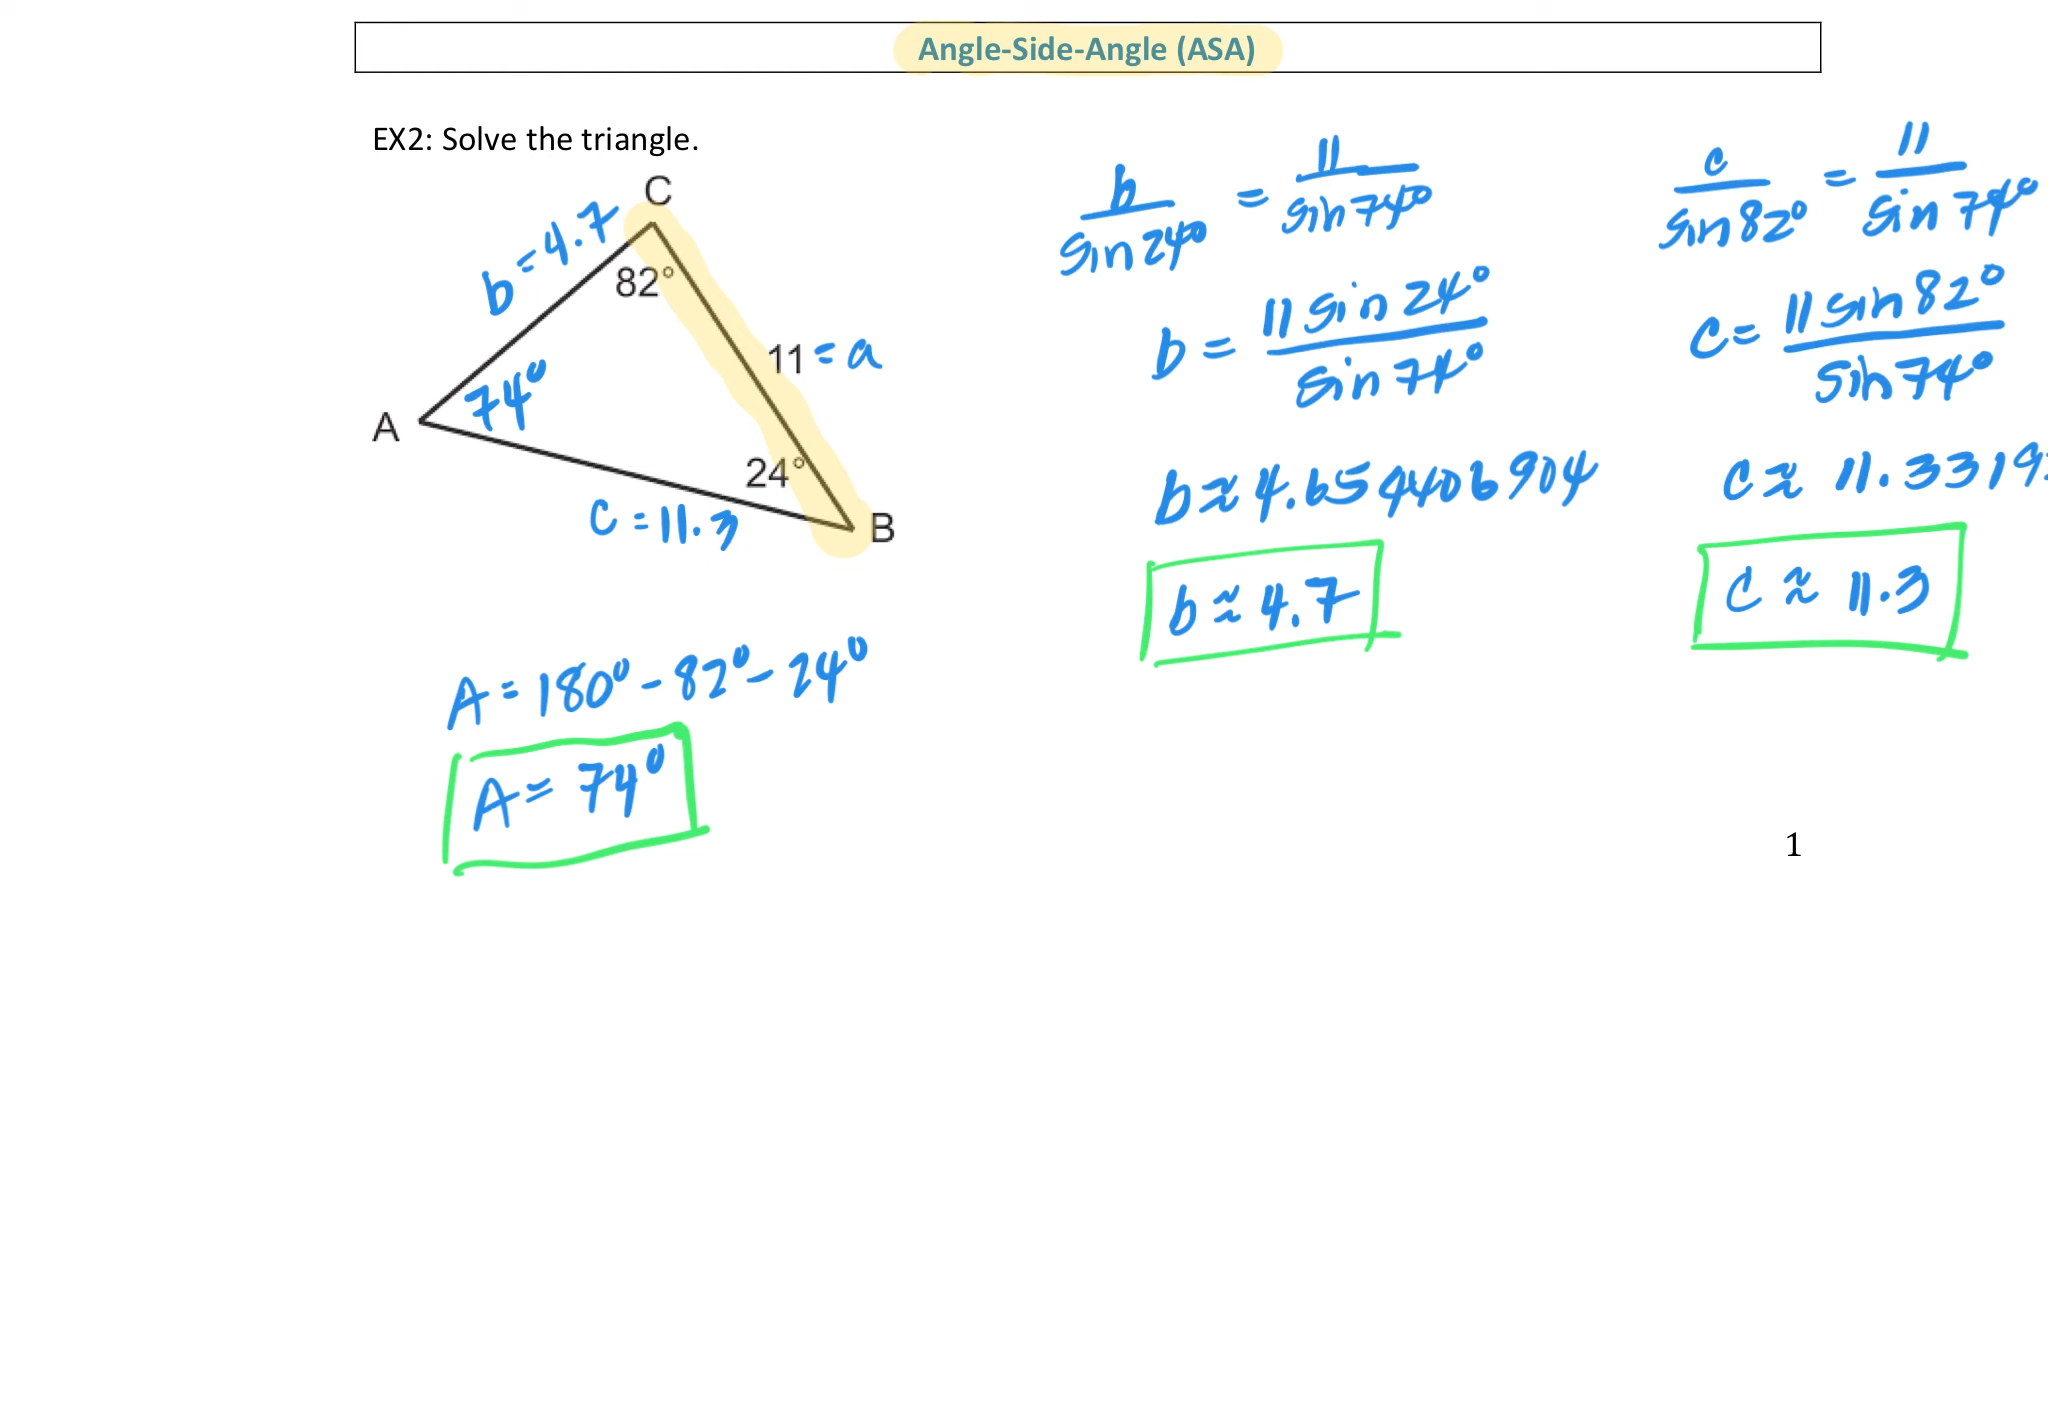 Angle-Side-Angle (ASA)
EX2: Solve the triangle.
C
b = 4.7
82°
11 = a
A
74°
24°
B
c = 11.3
A = 180° - 82° - 24°
A = 74°
b / sin 24° = 11 / sin 74°
b = 11 sin 24° / sin 74°
b ≈ 4.654406904
b ≈ 4.7
c / sin 82° = 11 / sin 74°
c = 11 sin 82° / sin 74°
c ≈ 11.3319
c ≈ 11.3
1